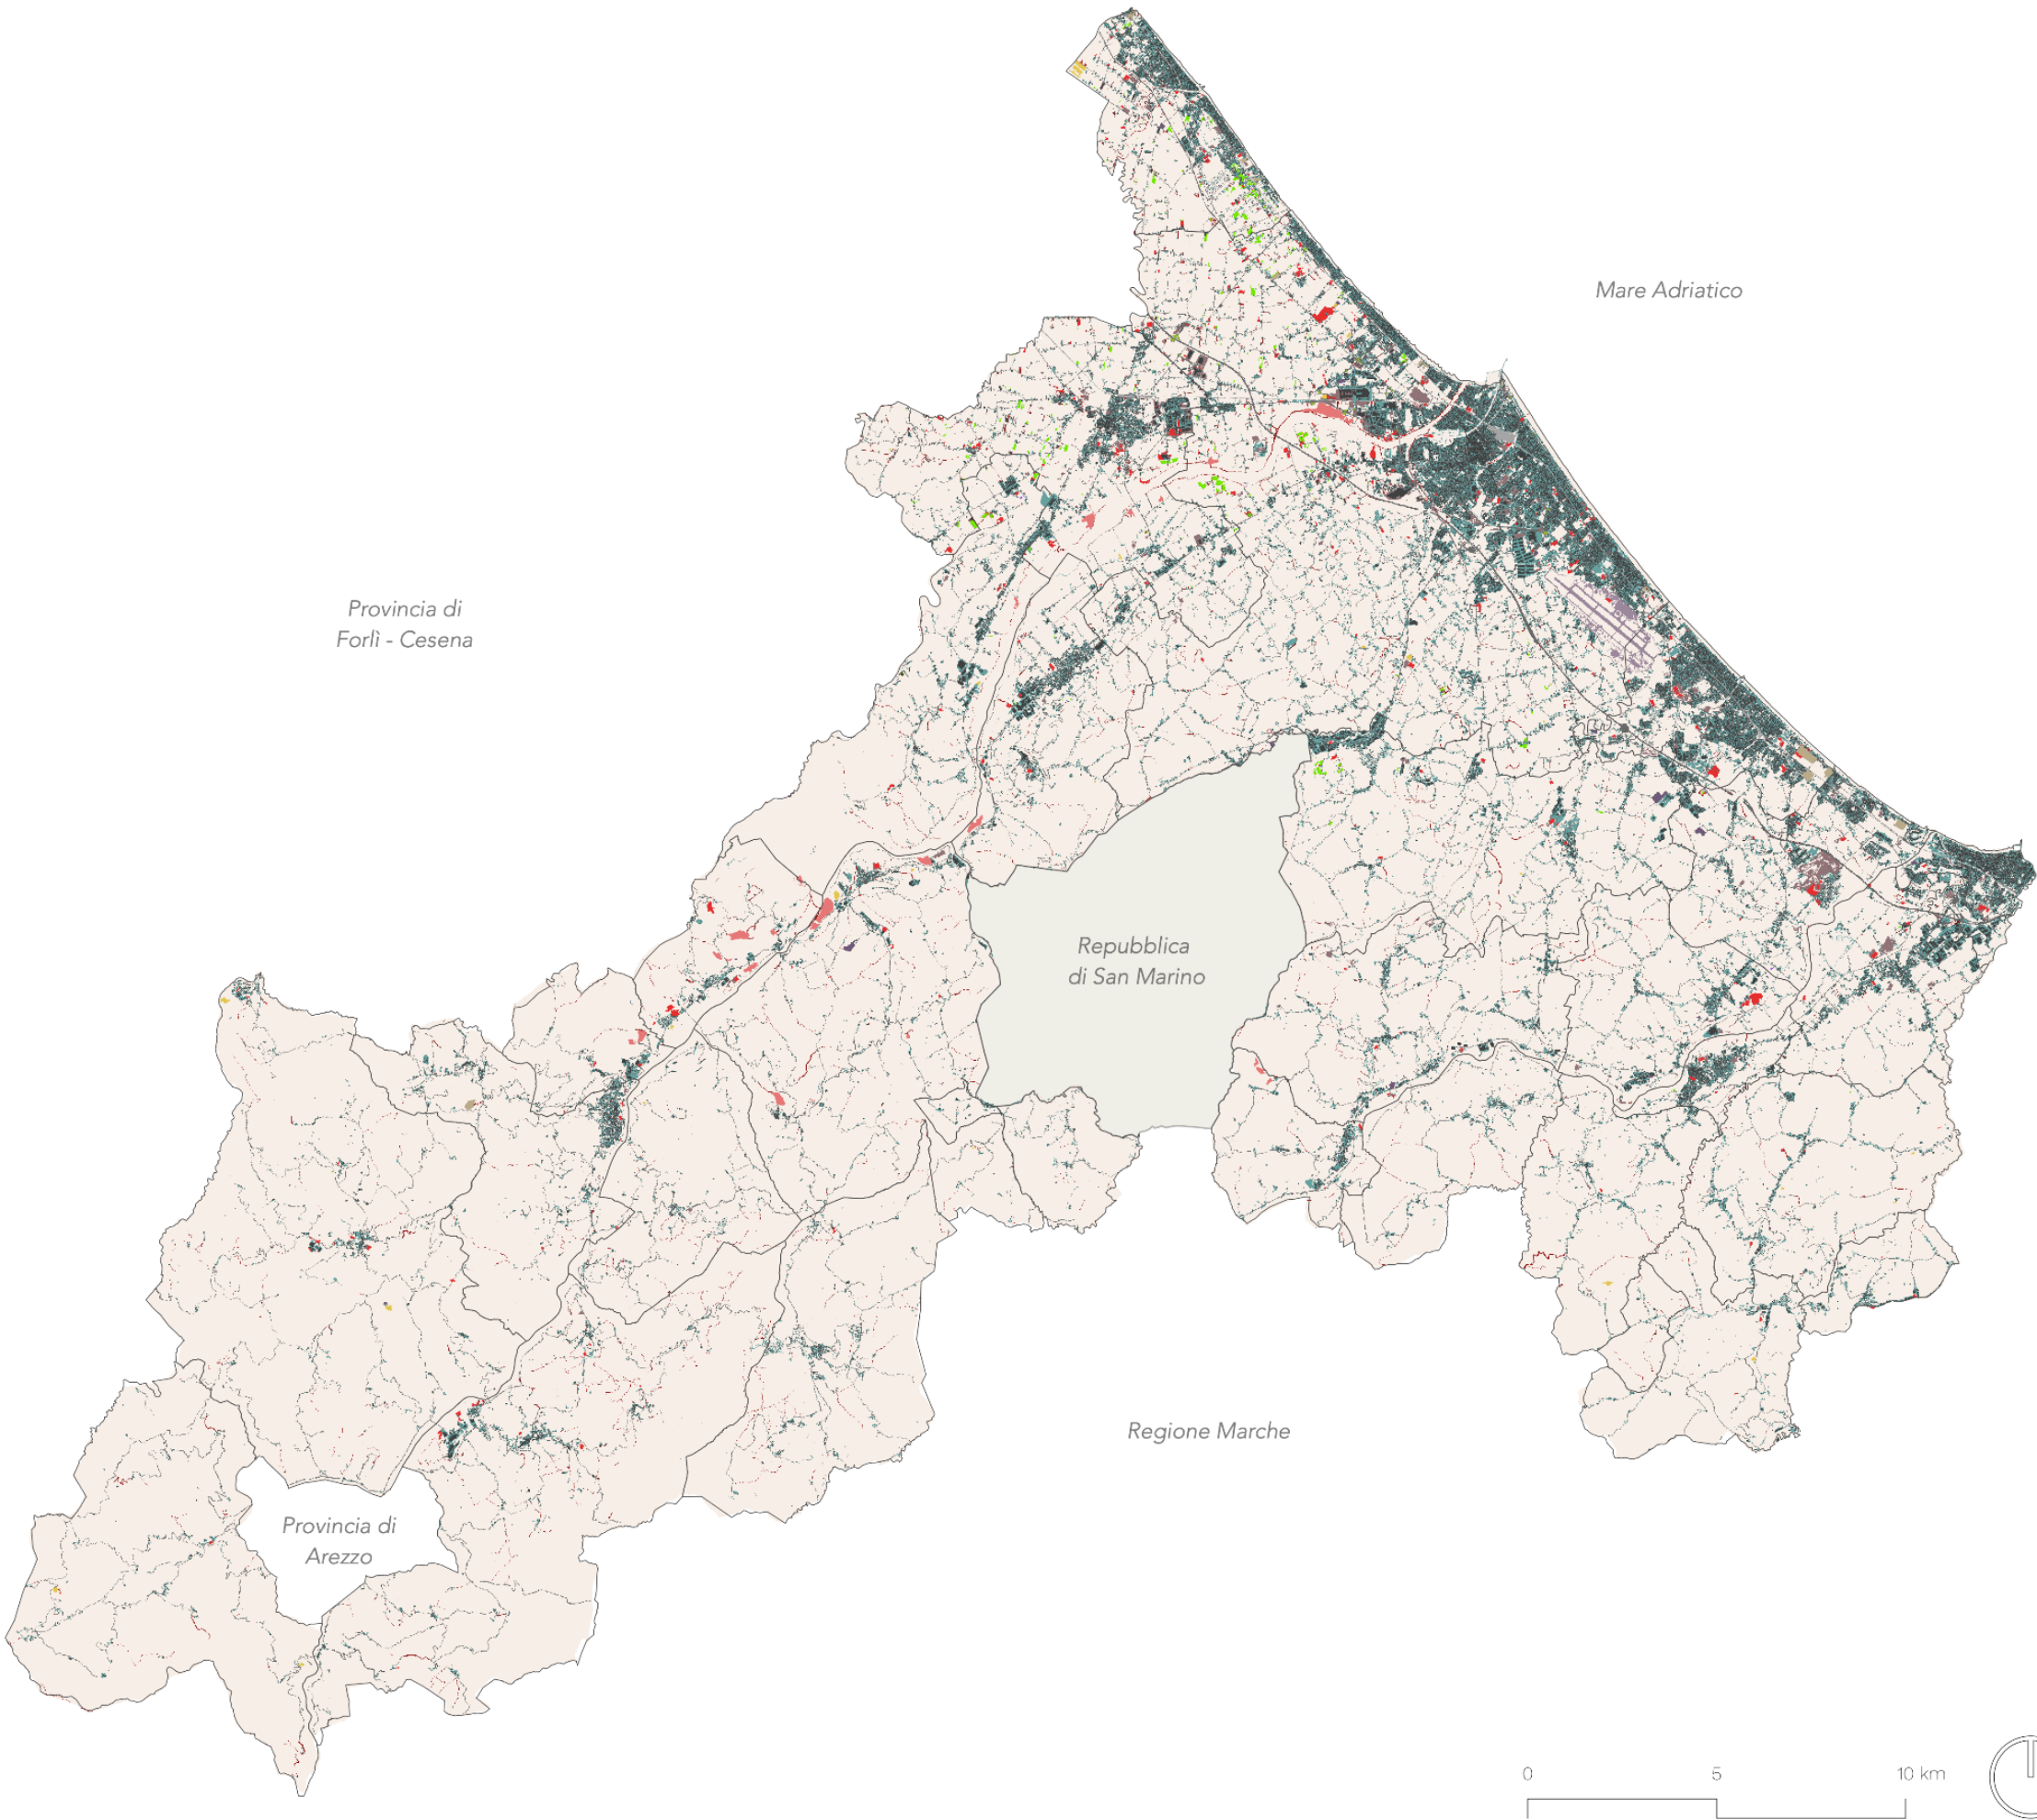 Mare Adriatico
Provincia di
Forlì - Cesena
Repubblica
di San Marino
Regione Marche
Provincia di
Arezzo
0 5 10 km